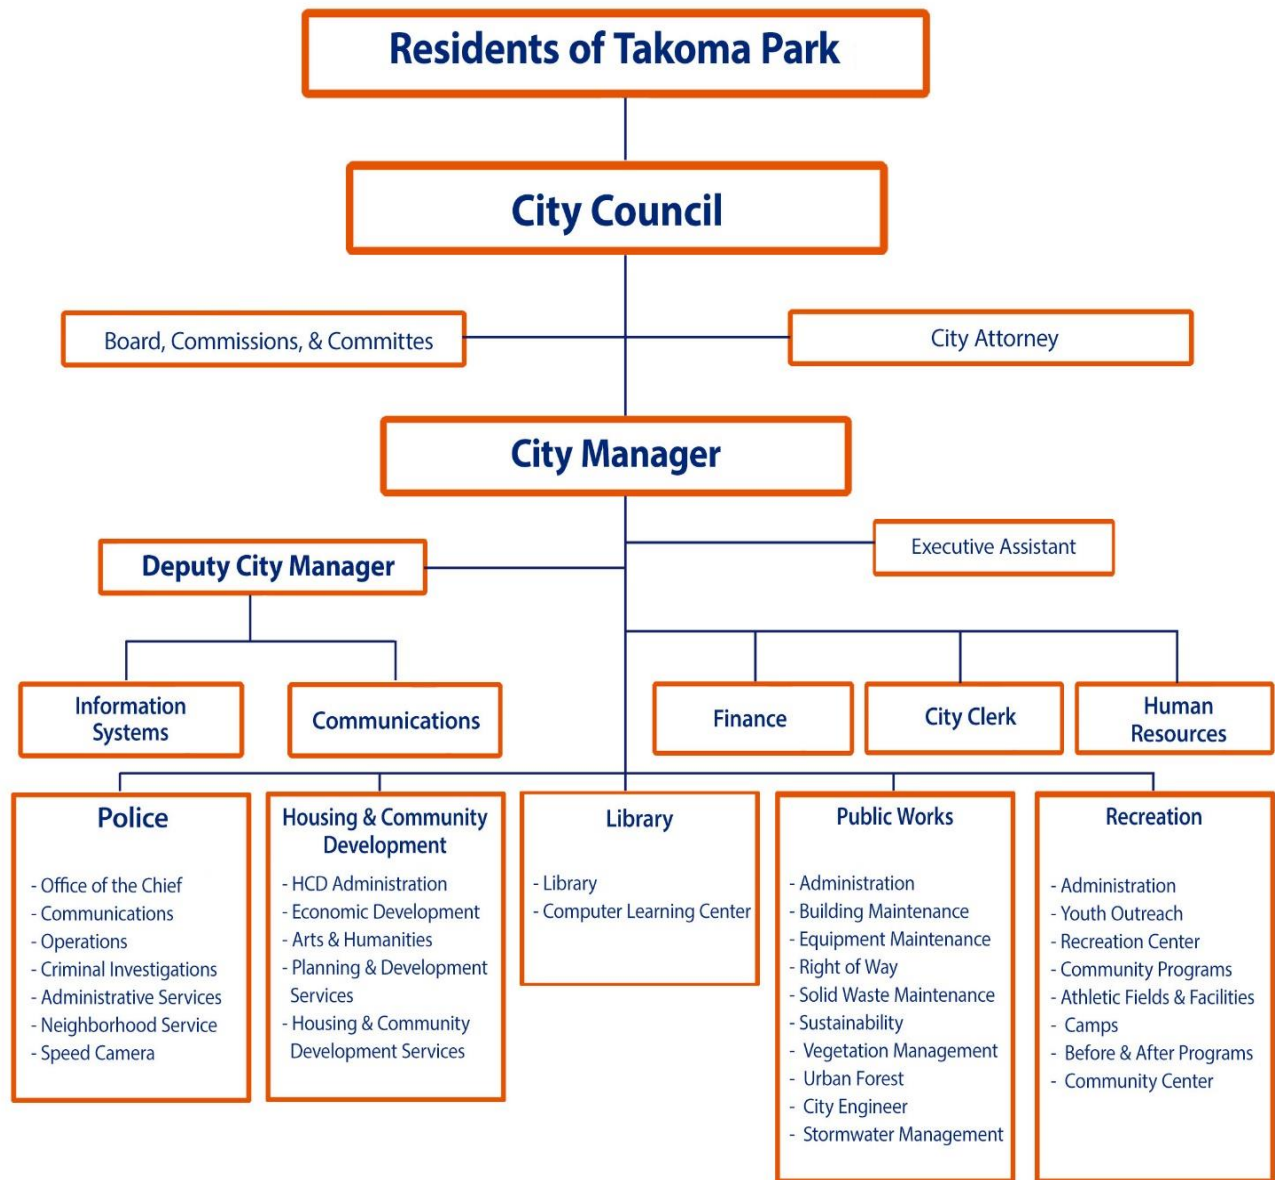 Residents of Takoma Park
City Council
Board, Commissions, & Committes
City Attorney
City Manager
Executive Assistant
Deputy City Manager
Information
Systems
Communications
Finance
City Clerk
Human
Resources
Police
- Office of the Chief
- Communications
- Operations
- Criminal Investigations
- Administrative Services
- Neighborhood Service
- Speed Camera
Housing & Community
Development
- HCD Administration
- Economic Development
- Arts & Humanities
- Planning & Development
Services
- Housing & Community
Development Services
Library
- Library
- Computer Learning Center
Public Works
- Administration
- Building Maintenance
- Equipment Maintenance
- Right of Way
- Solid Waste Maintenance
- Sustainability
- Vegetation Management
- Urban Forest
- City Engineer
- Stormwater Management
Recreation
- Administration
- Youth Outreach
- Recreation Center
- Community Programs
- Athletic Fields & Facilities
- Camps
- Before & After Programs
- Community Center